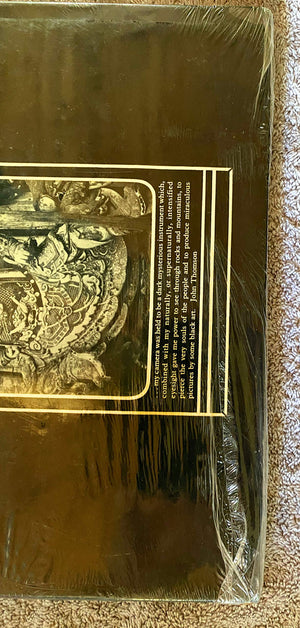 ...my camera was held to be a dark mysterious instrument which,
combined with my naturally, or supernaturally, intensified
eyesight gave me power to see through rocks and mountains, to
pierce the very souls of the people and to produce miraculous
pictures by some black art. John Thomson